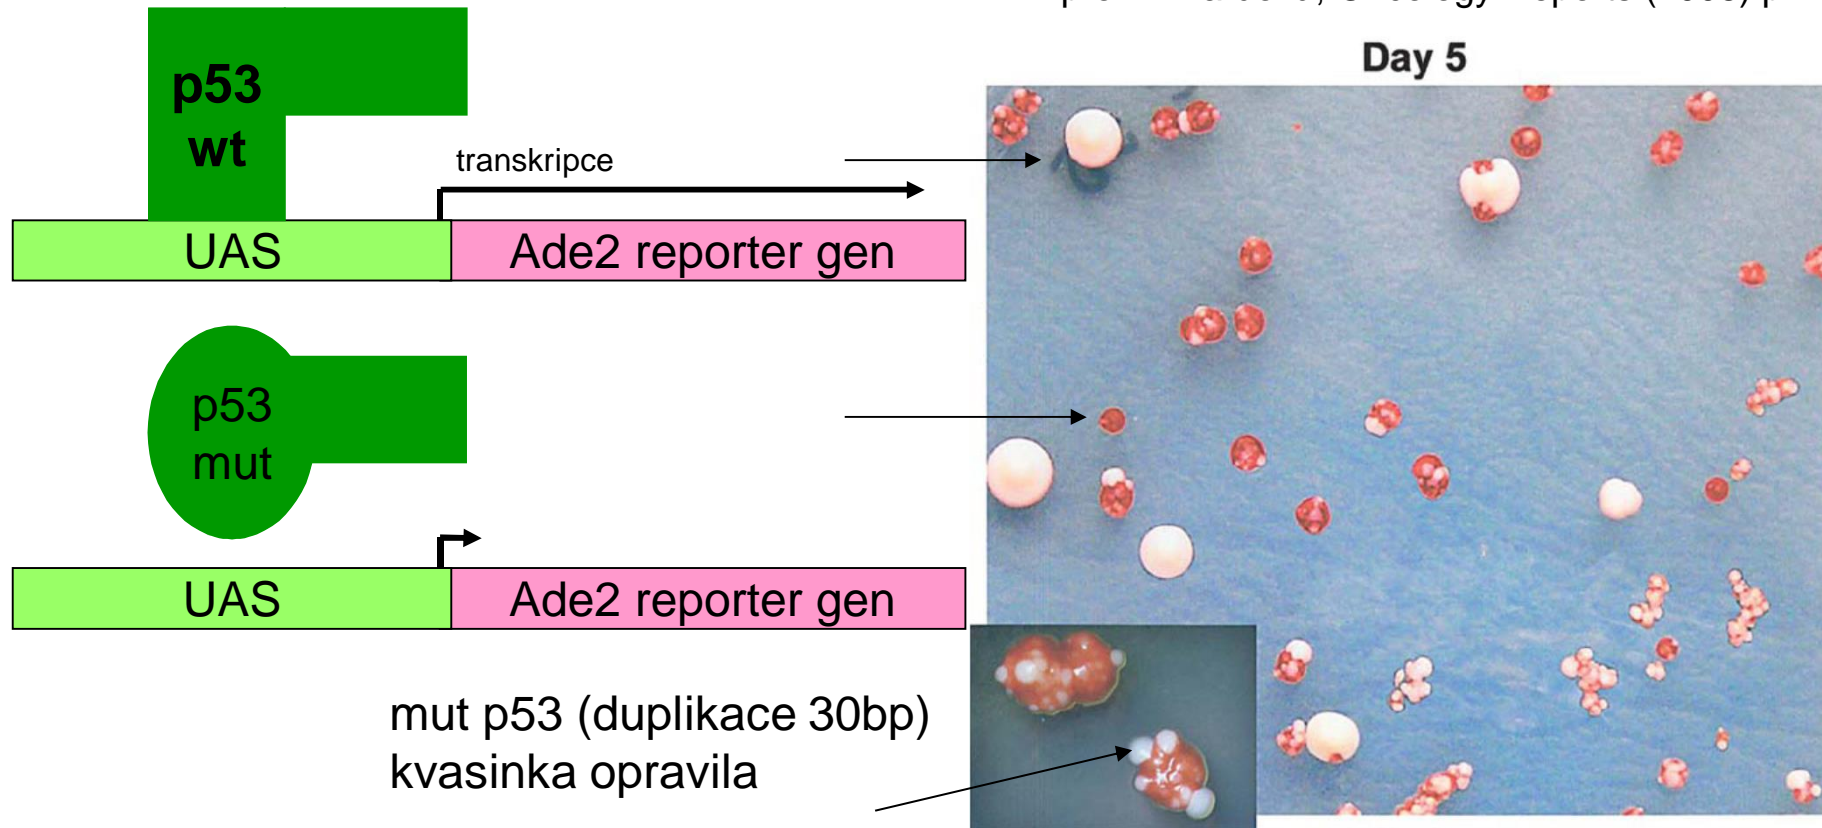 Day 5
p53
wt
transkripce
UAS
Ade2 reporter gen
p53
mut
UAS
Ade2 reporter gen
mut p53 (duplikace 30bp)
kvasinka opravila